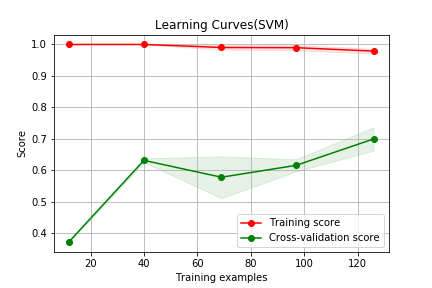 Learning Curves(SVM)
1.0
0.9
0.8
0.7
0.6
0.5
0.4
Score
Training score
Cross-validation score
20 40 60 80 100 120
Training examples